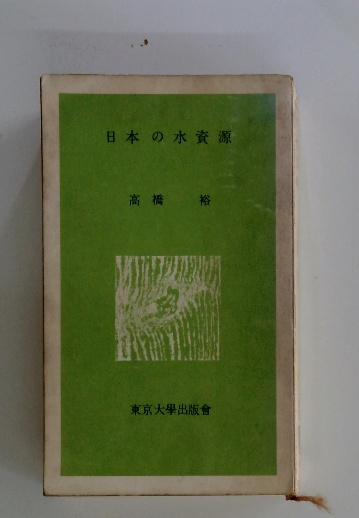 日本の水資源
高橋 裕
東京大學出版會